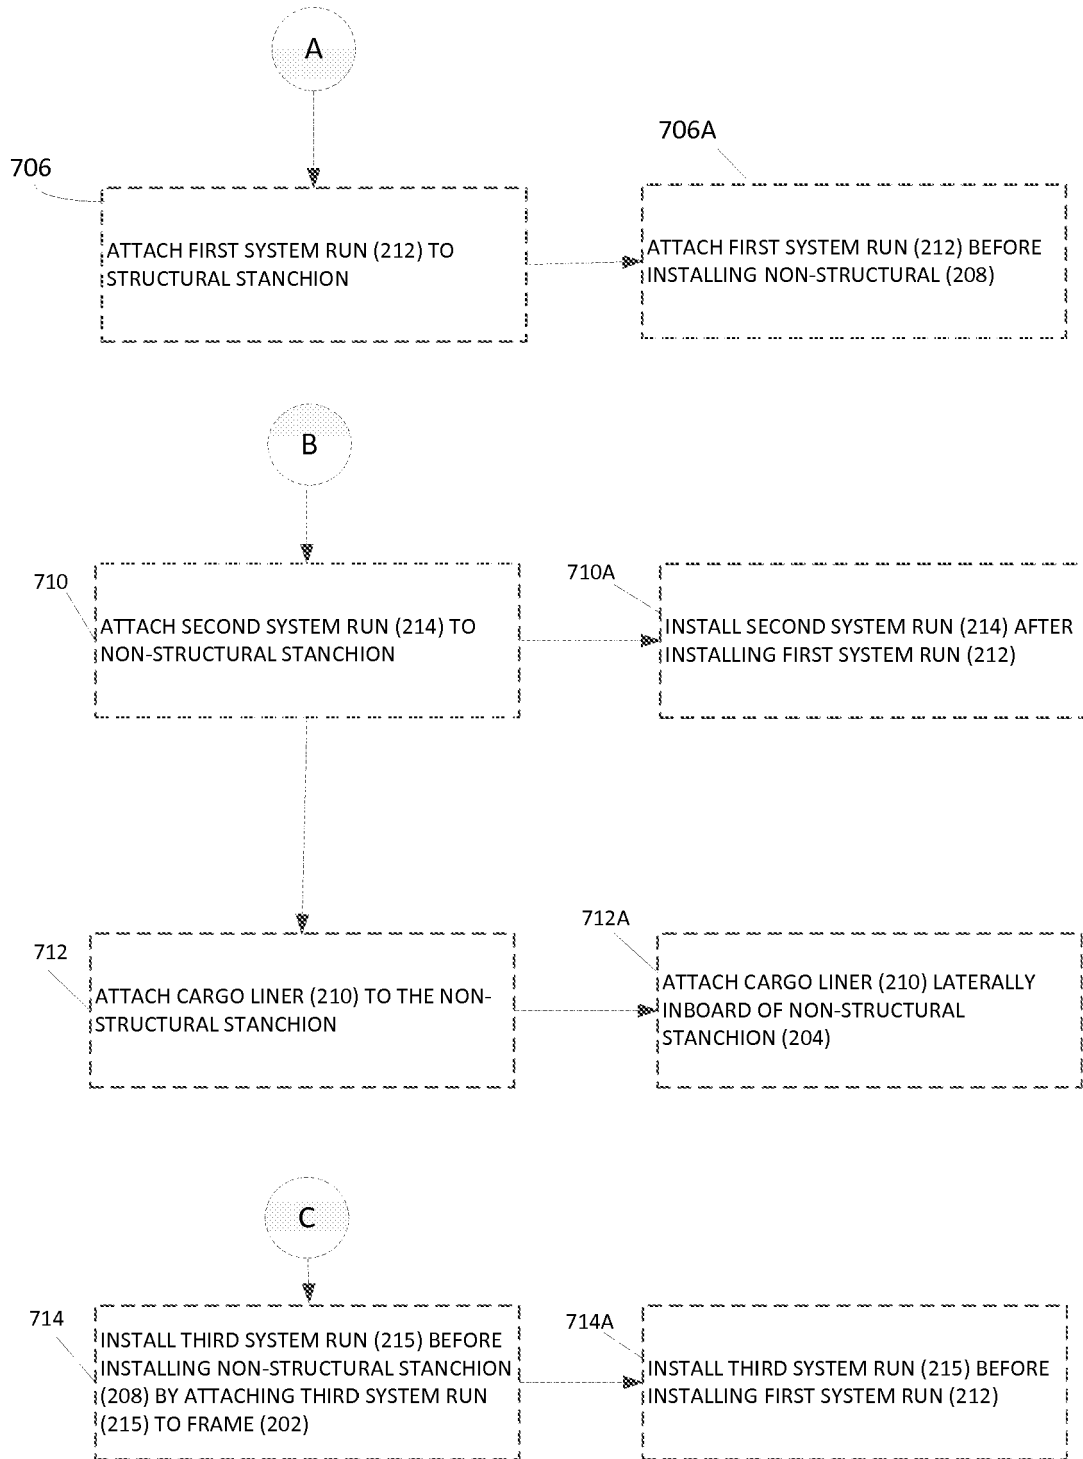 A
706
706A
ATTACH FIRST SYSTEM RUN (212) TO
STRUCTURAL STANCHION
ATTACH FIRST SYSTEM RUN (212) BEFORE
INSTALLING NON-STRUCTURAL (208)
B
710
710A
ATTACH SECOND SYSTEM RUN (214) TO
NON-STRUCTURAL STANCHION
INSTALL SECOND SYSTEM RUN (214) AFTER
INSTALLING FIRST SYSTEM RUN (212)
712
712A
ATTACH CARGO LINER (210) TO THE NON-
STRUCTURAL STANCHION
ATTACH CARGO LINER (210) LATERALLY
INBOARD OF NON-STRUCTURAL
STANCHION (204)
C
714
714A
INSTALL THIRD SYSTEM RUN (215) BEFORE
INSTALLING NON-STRUCTURAL STANCHION
(208) BY ATTACHING THIRD SYSTEM RUN
(215) TO FRAME (202)
INSTALL THIRD SYSTEM RUN (215) BEFORE
INSTALLING FIRST SYSTEM RUN (212)